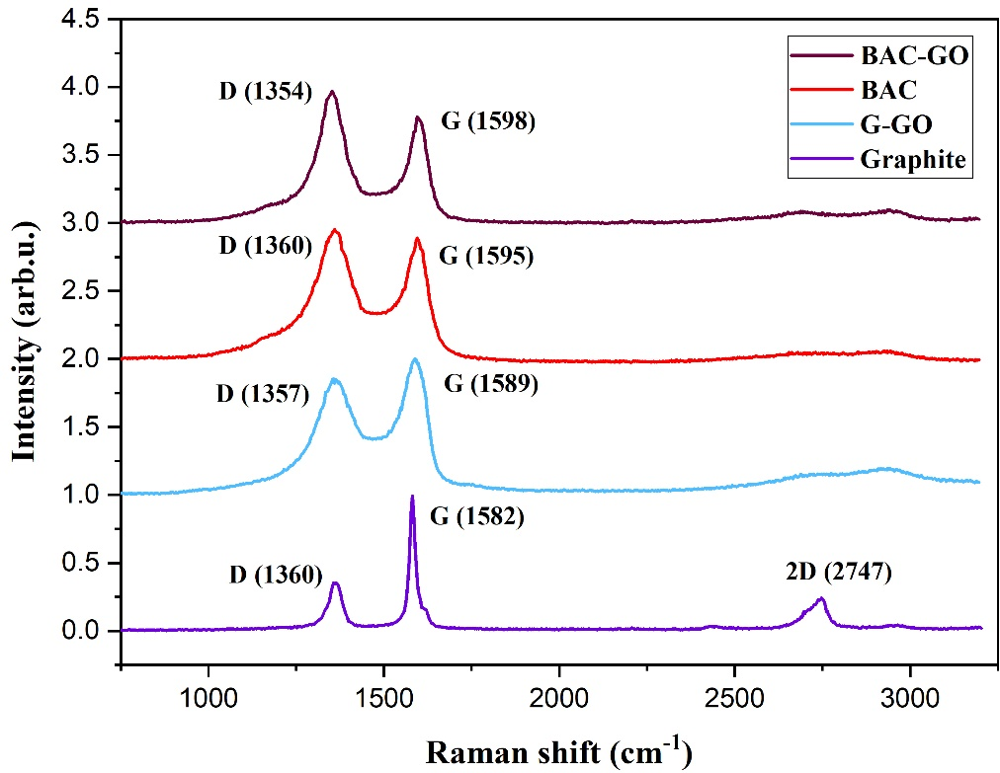 4.5
4.0
3.5
3.0
2.5
2.0
1.5
1.0
0.5
0.0
Intensity (arb.u.)
BAC-GO
BAC
G-GO
Graphite
D (1354)
G (1598)
D (1360)
G (1595)
D (1357)
G (1589)
D (1360)
G (1582)
2D (2747)
1000 1500 2000 2500 3000
Raman shift (cm⁻¹)